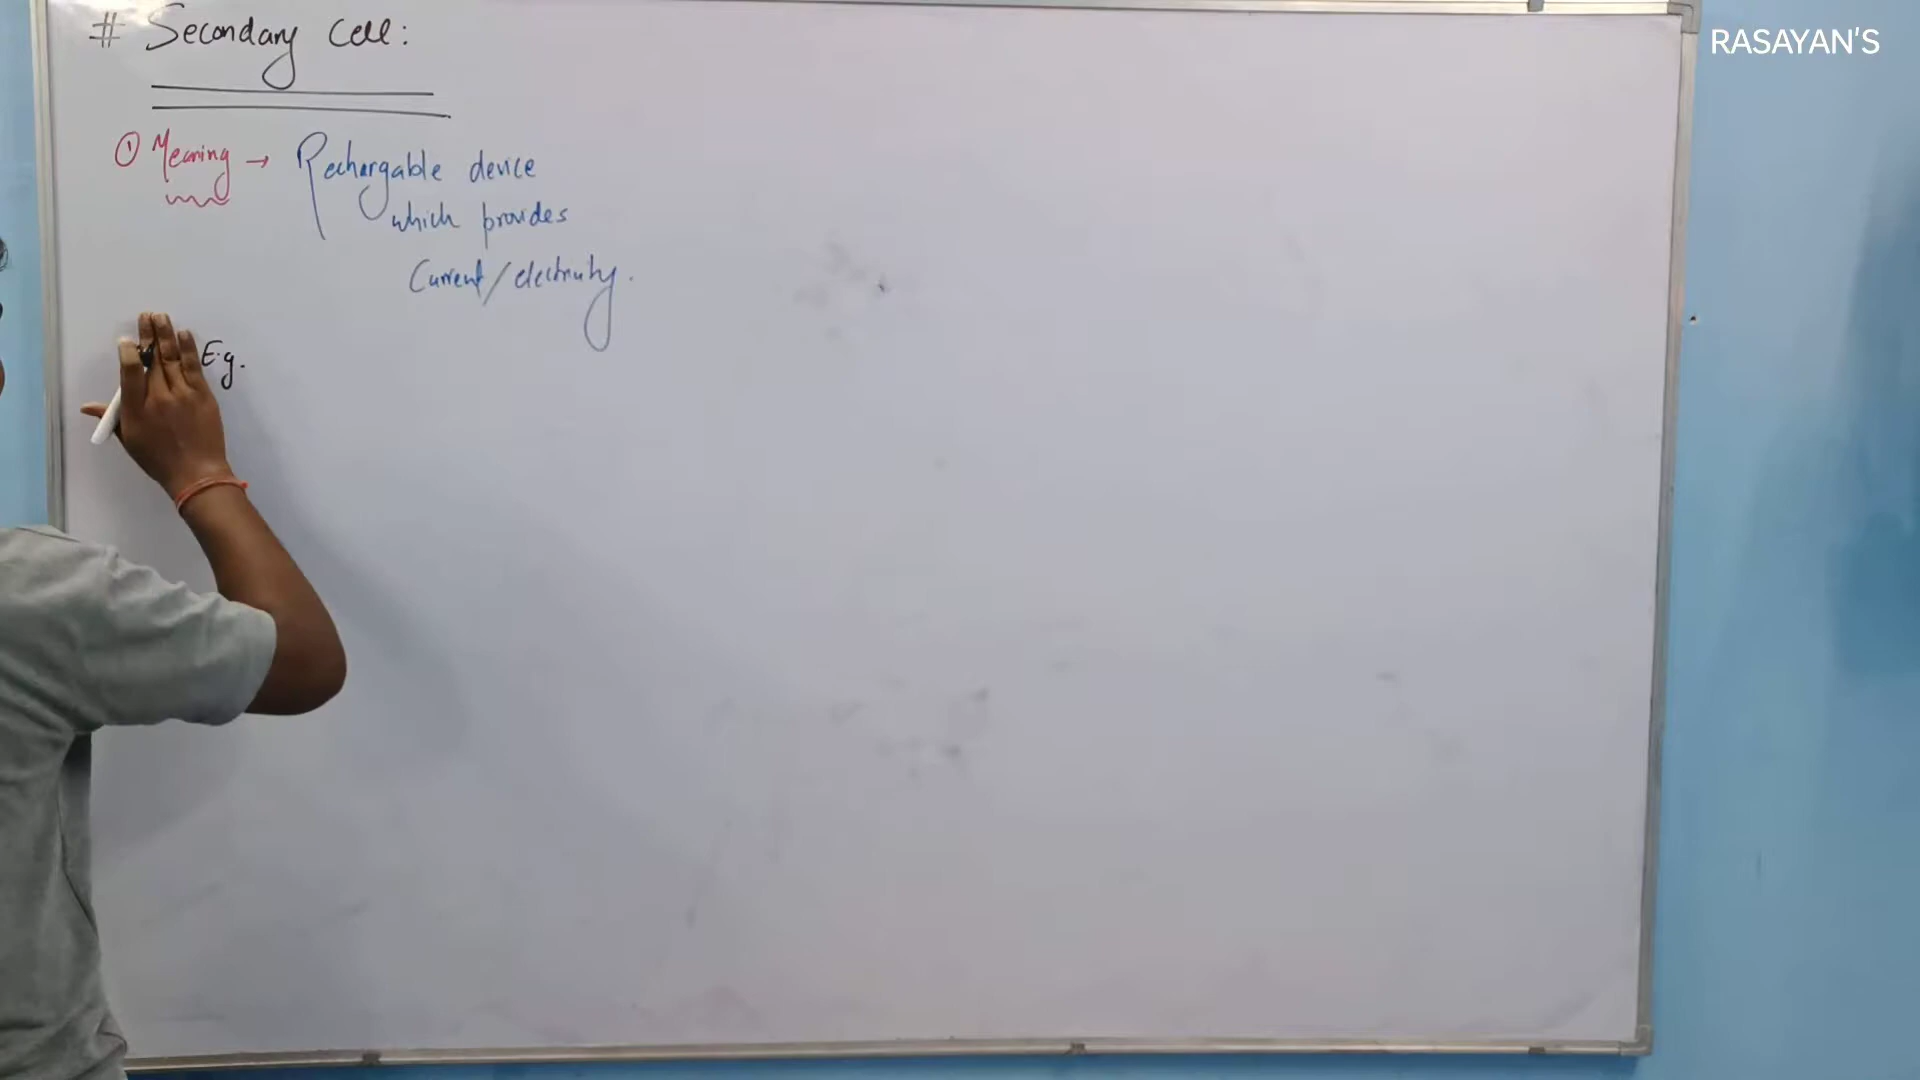 RASAYAN'S
# Secondary Cell:
① Meaning → Rechargable device
which provides
Current/electricity.
E.g.